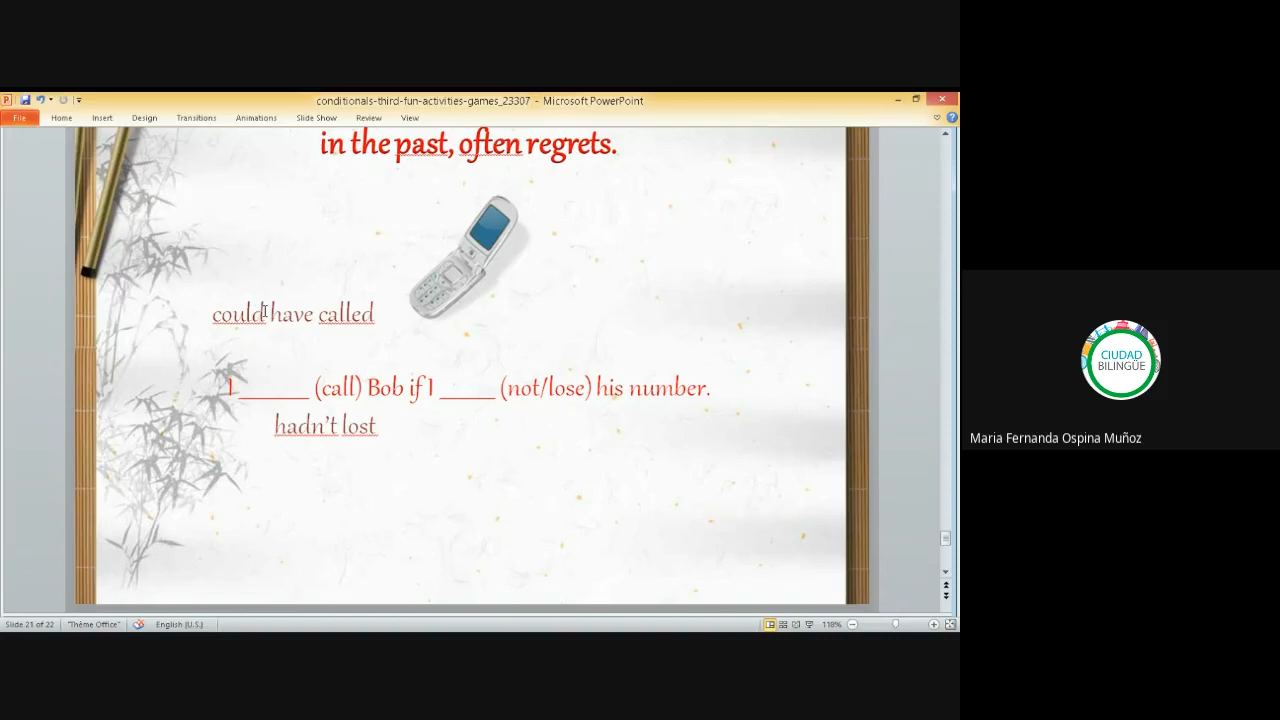 conditionals-third-fun-activities-games_23307 - Microsoft PowerPoint
File Home Insert Design Transitions Animations Slide Show Review View
in the past, often regrets.
could have called
I ______ (call) Bob if I _____ (not/lose) his number.
hadn't lost
Slide 21 of 22 "Thème Office" English (U.S.) 118%
CIUDAD
BILINGÜE
Maria Fernanda Ospina Muñoz